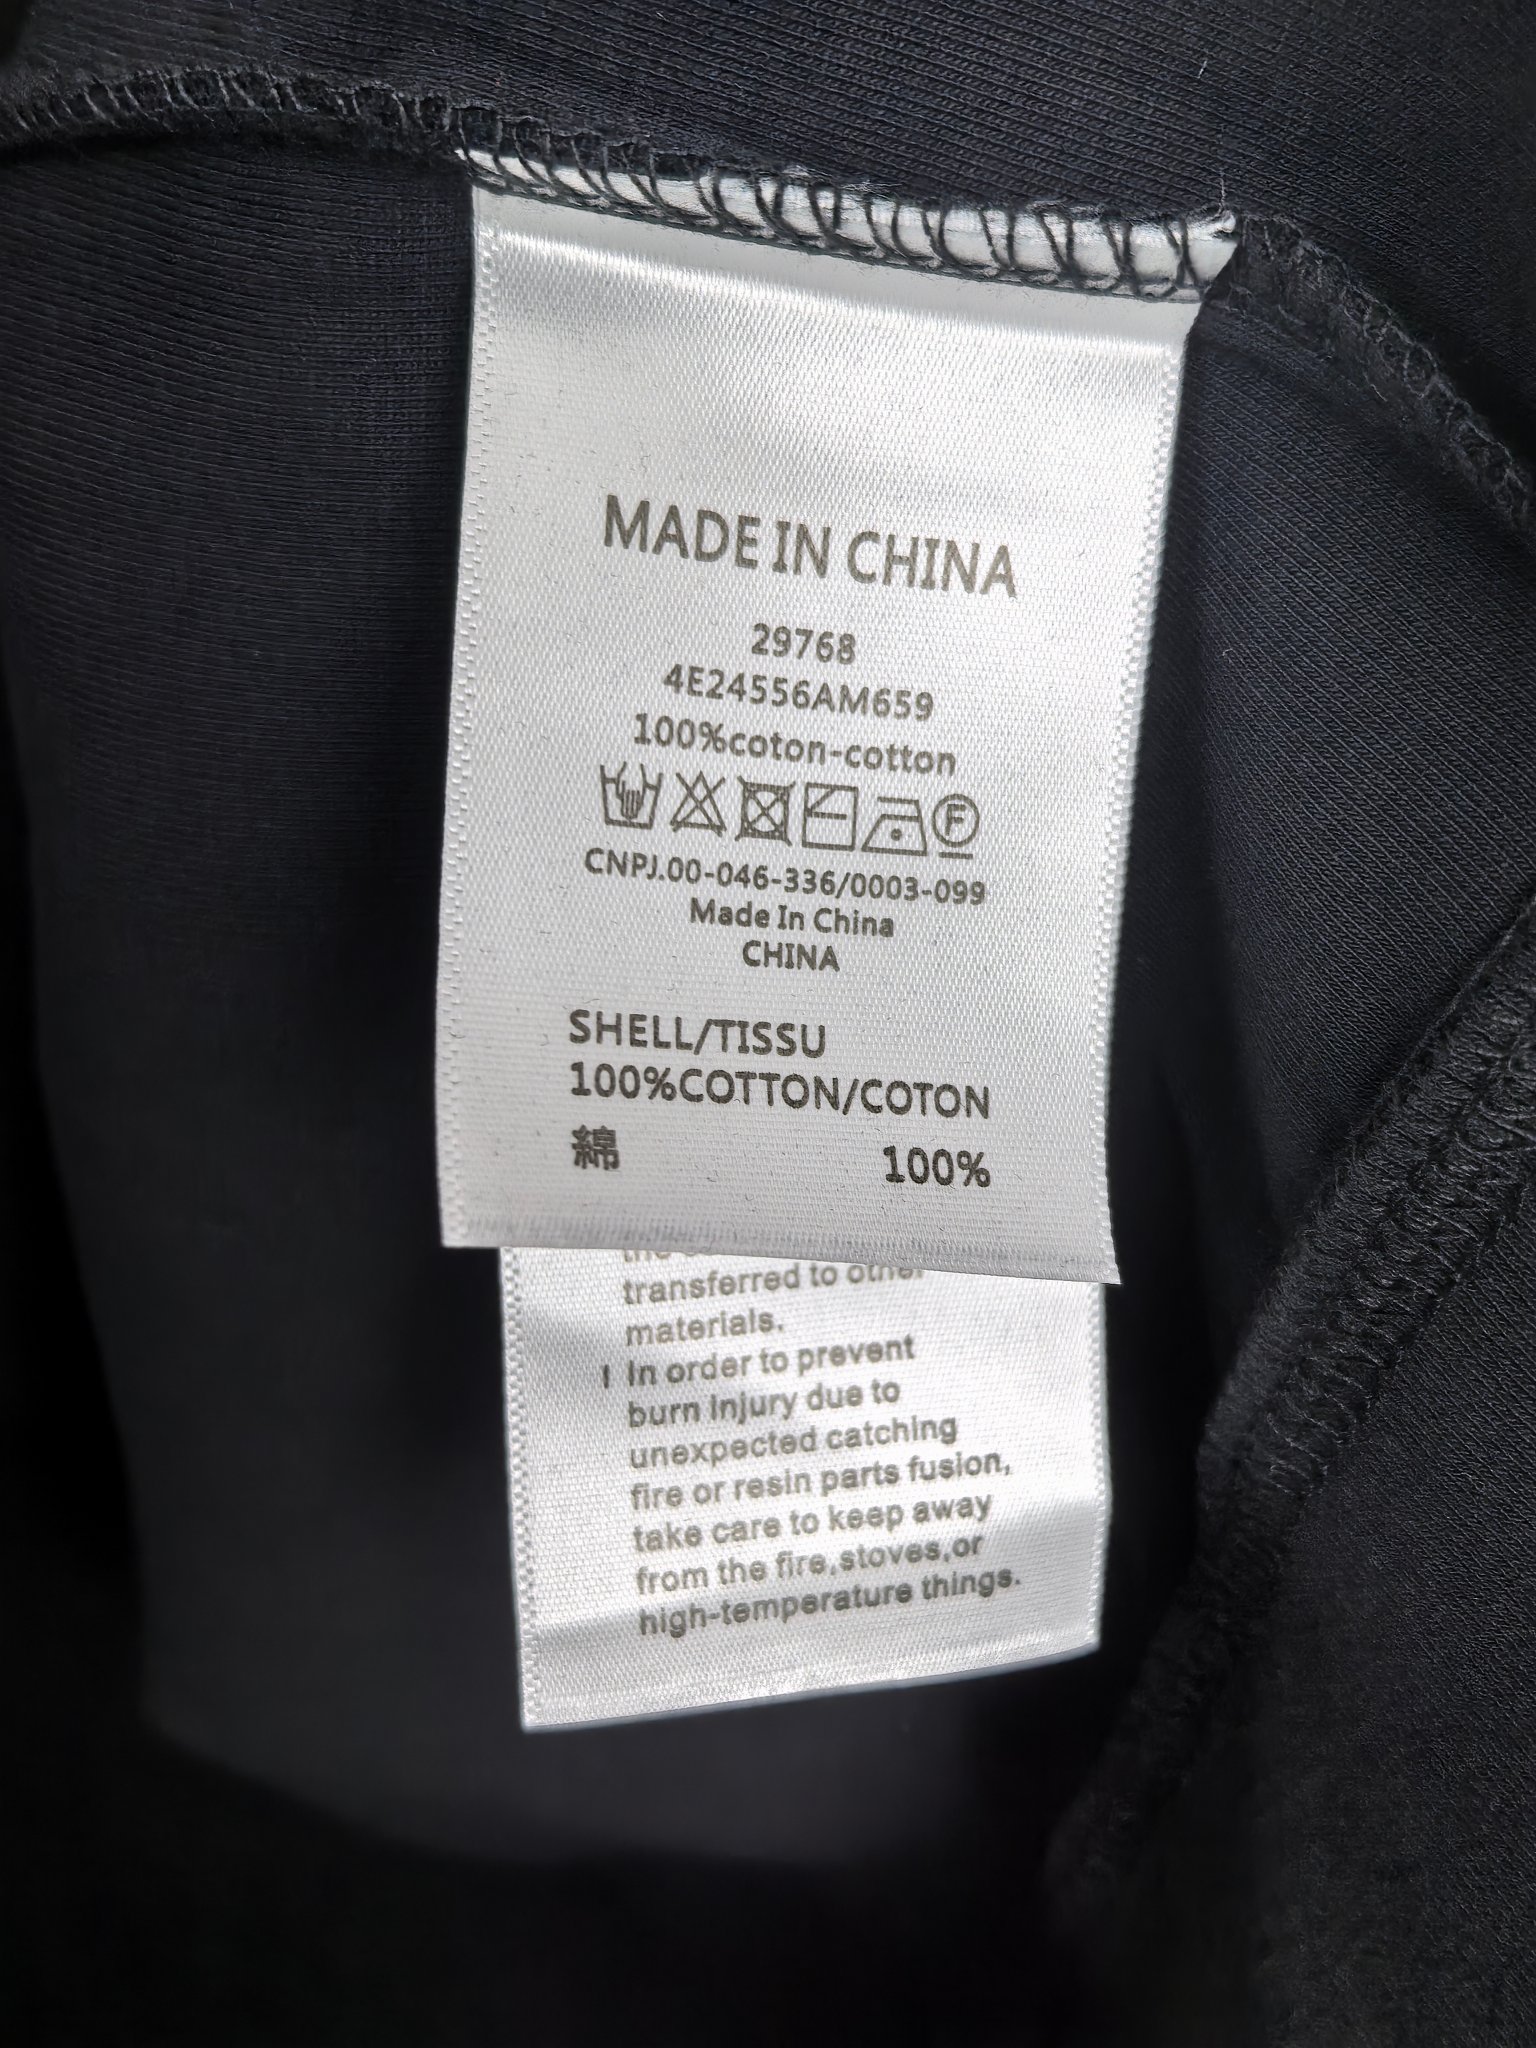 MADE IN CHINA
29768
4E24556AM659
100%coton-cotton
F
CNPJ.00-046-336/0003-099
Made In China
CHINA
SHELL/TISSU
100%COTTON/COTON
綿 100%
transferred to other
materials.
! In order to prevent
burn injury due to
unexpected catching
fire or resin parts fusion,
take care to keep away
from the fire,stoves,or
high-temperature things.